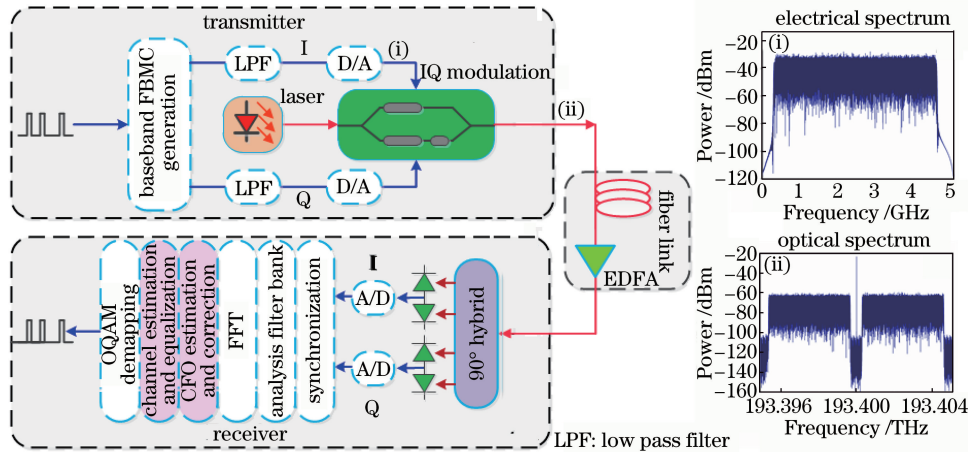 transmitter
baseband FBMC
generation
LPF
I
D/A
(i)
IQ modulation
laser
(ii)
LPF
Q
D/A
fiber link
EDFA
90° hybrid
I
A/D
A/D
Q
synchronization
analysis filter bank
FFT
CFO estimation
and correction
channel estimation
and equalization
OQAM
demapping
receiver
LPF: low pass filter
electrical spectrum
(i)
Power /dBm
-20
-40
-60
-80
-100
-120
0 1 2 3 4 5
Frequency /GHz
optical spectrum
(ii)
Power /dBm
-20
-40
-60
-80
-100
-120
-140
-160
193.396 193.400 193.404
Frequency /THz